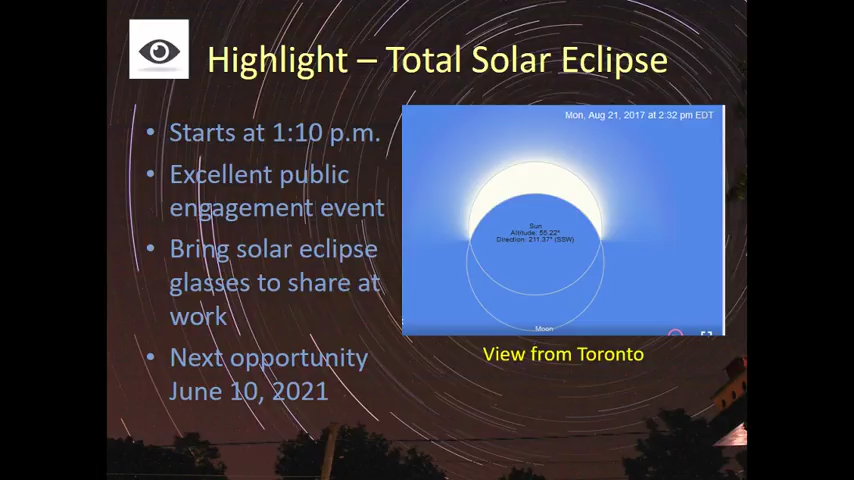 Highlight – Total Solar Eclipse
• Starts at 1:10 p.m.
• Excellent public
engagement event
• Bring solar eclipse
glasses to share at
work
• Next opportunity
June 10, 2021
Mon, Aug 21, 2017 at 2:32 pm EDT
Sun
Altitude: 55.22°
Direction: 211.37° (SSW)
Moon
View from Toronto